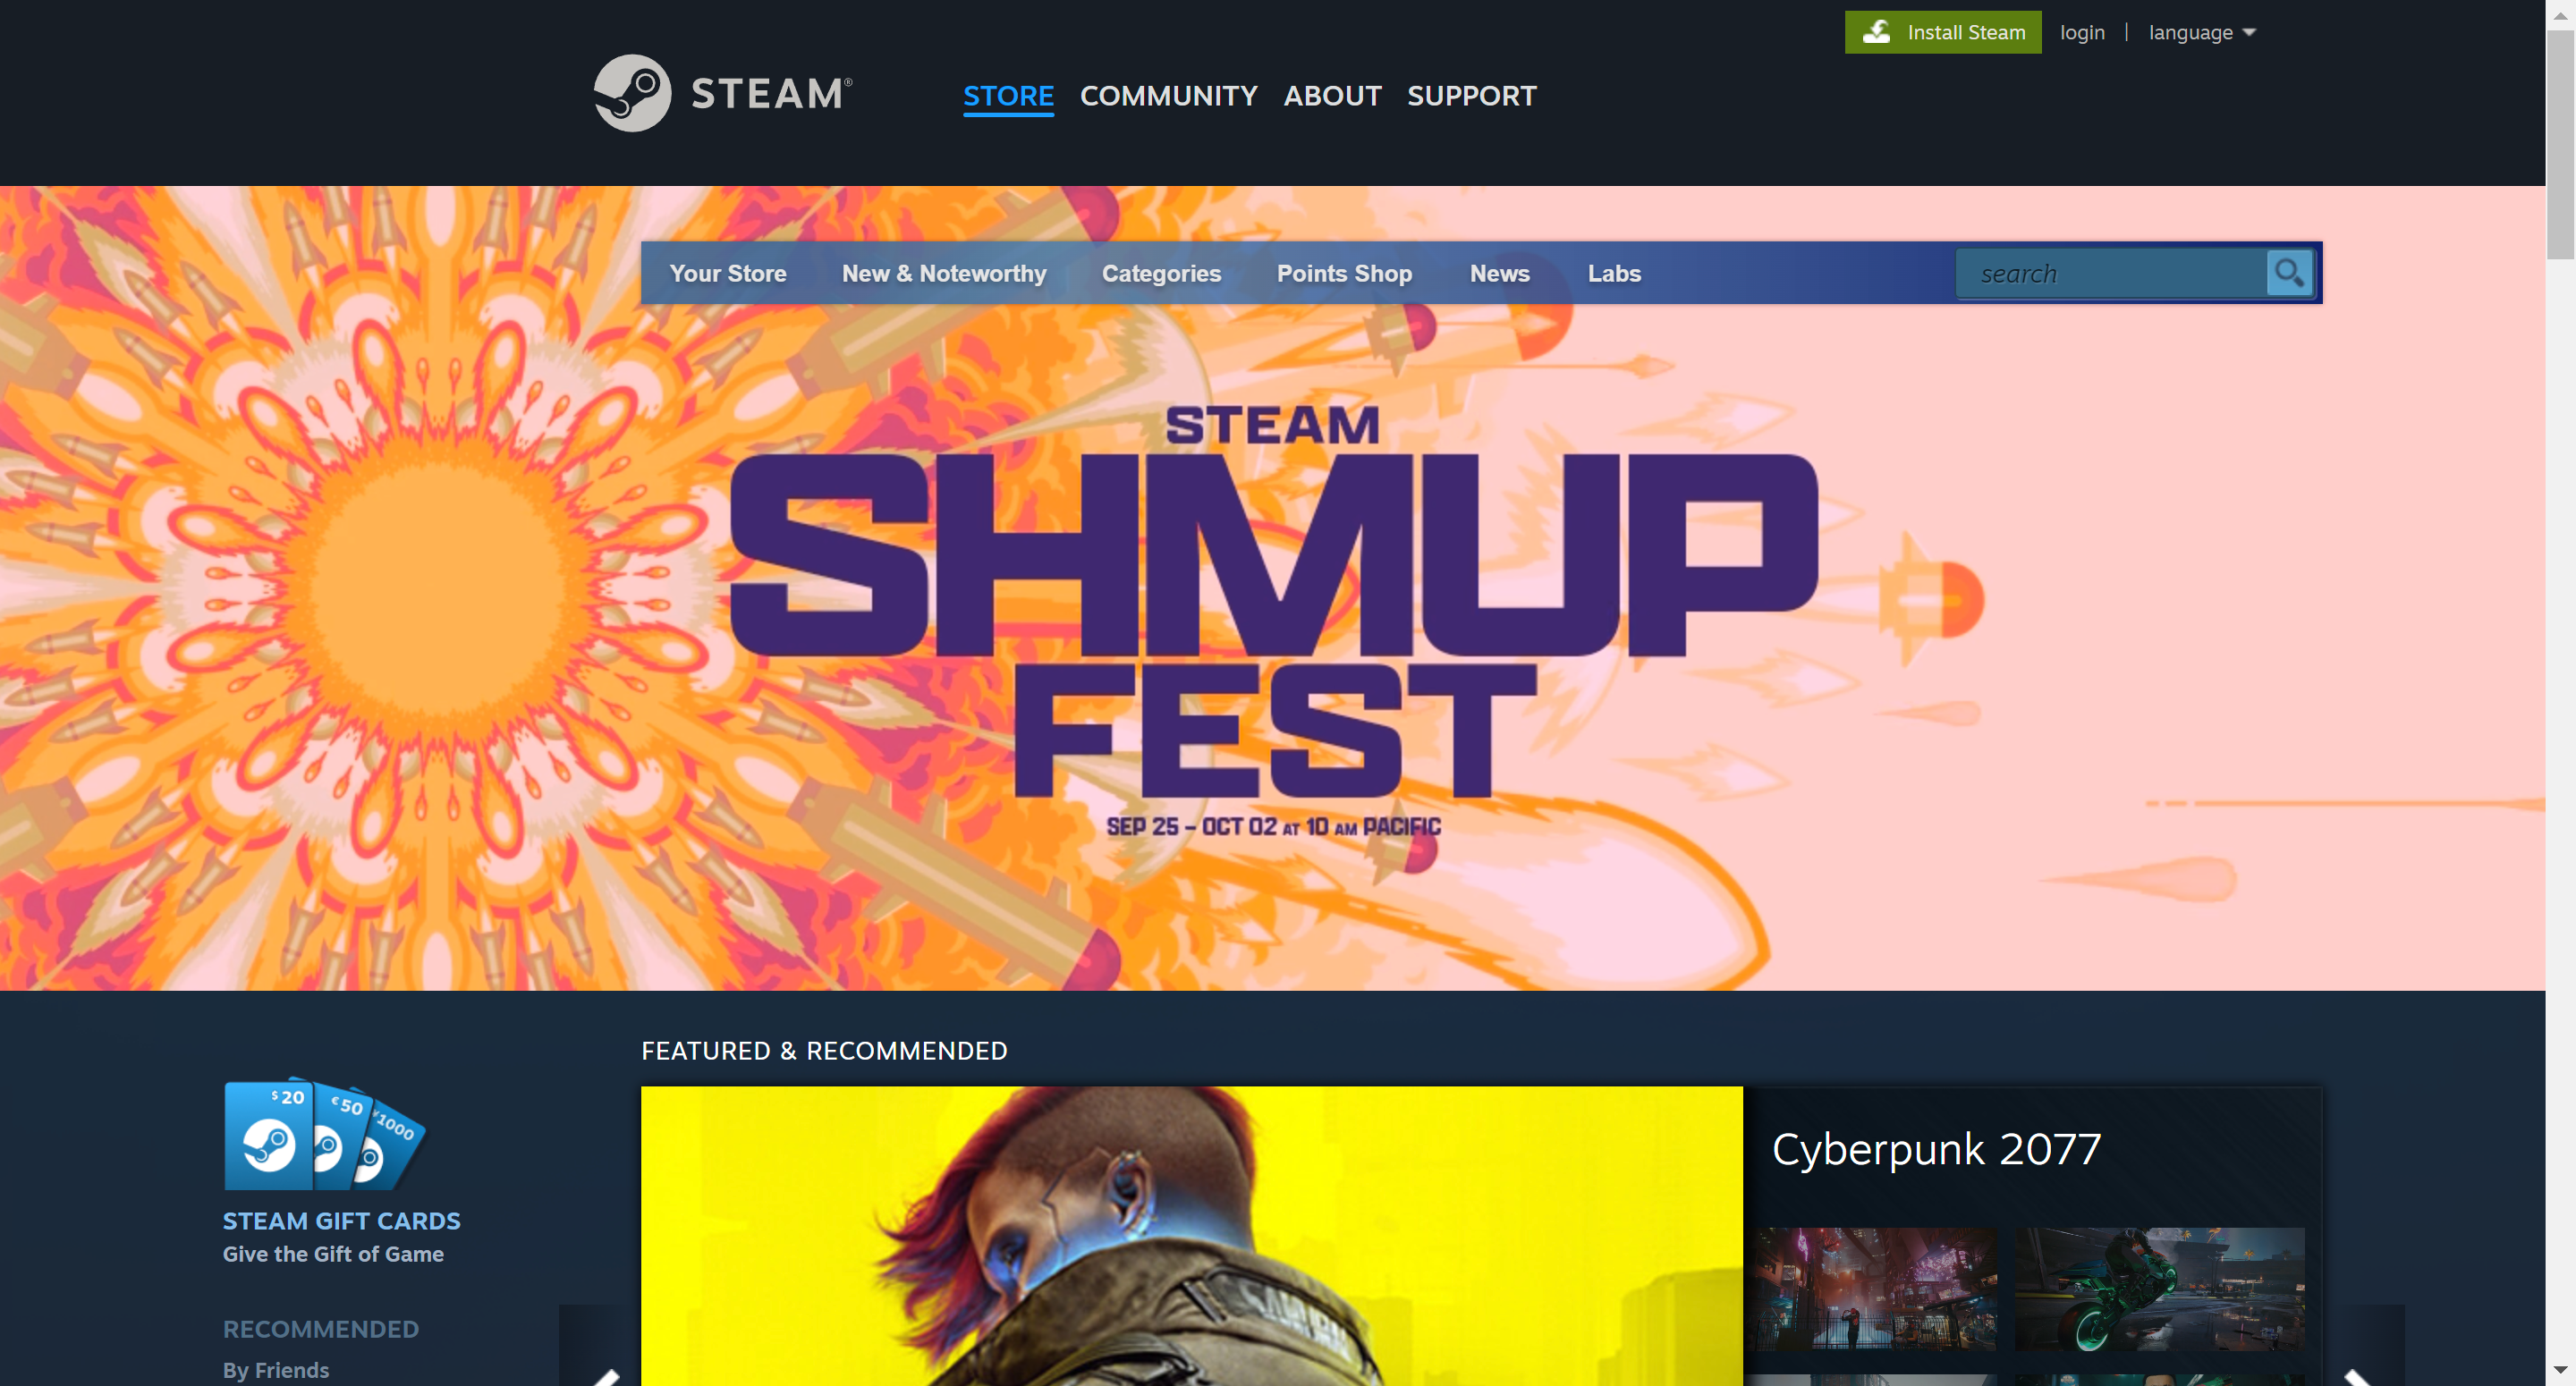 Install Steam login | language
STEAM®
STORE COMMUNITY ABOUT SUPPORT
Your Store New & Noteworthy Categories Points Shop News Labs search
STEAM
SHMUP
FEST
SEP 25 – OCT 02 AT 10 AM PACIFIC
FEATURED & RECOMMENDED
$20 €50 ¥1000
STEAM GIFT CARDS
Give the Gift of Game
RECOMMENDED
By Friends
Cyberpunk 2077